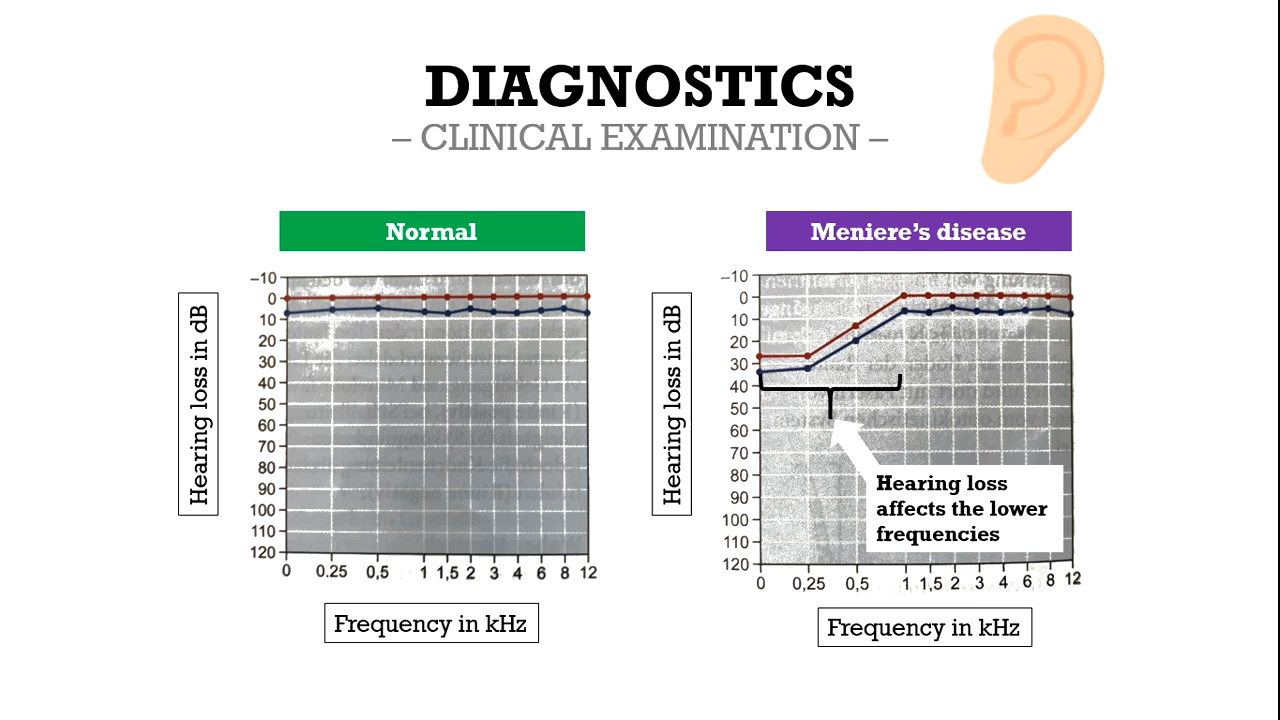 DIAGNOSTICS
– CLINICAL EXAMINATION –
Normal
Hearing loss in dB
–10
0
10
20
30
40
50
60
70
80
90
100
110
120
0 0.25 0,5 1 1,5 2 3 4 6 8 12
Frequency in kHz
Meniere’s disease
Hearing loss in dB
–10
0
10
20
30
40
50
60
70
80
90
100
110
120
0 0,25 0,5 1 1,5 2 3 4 6 8 12
Hearing loss
affects the lower
frequencies
Frequency in kHz